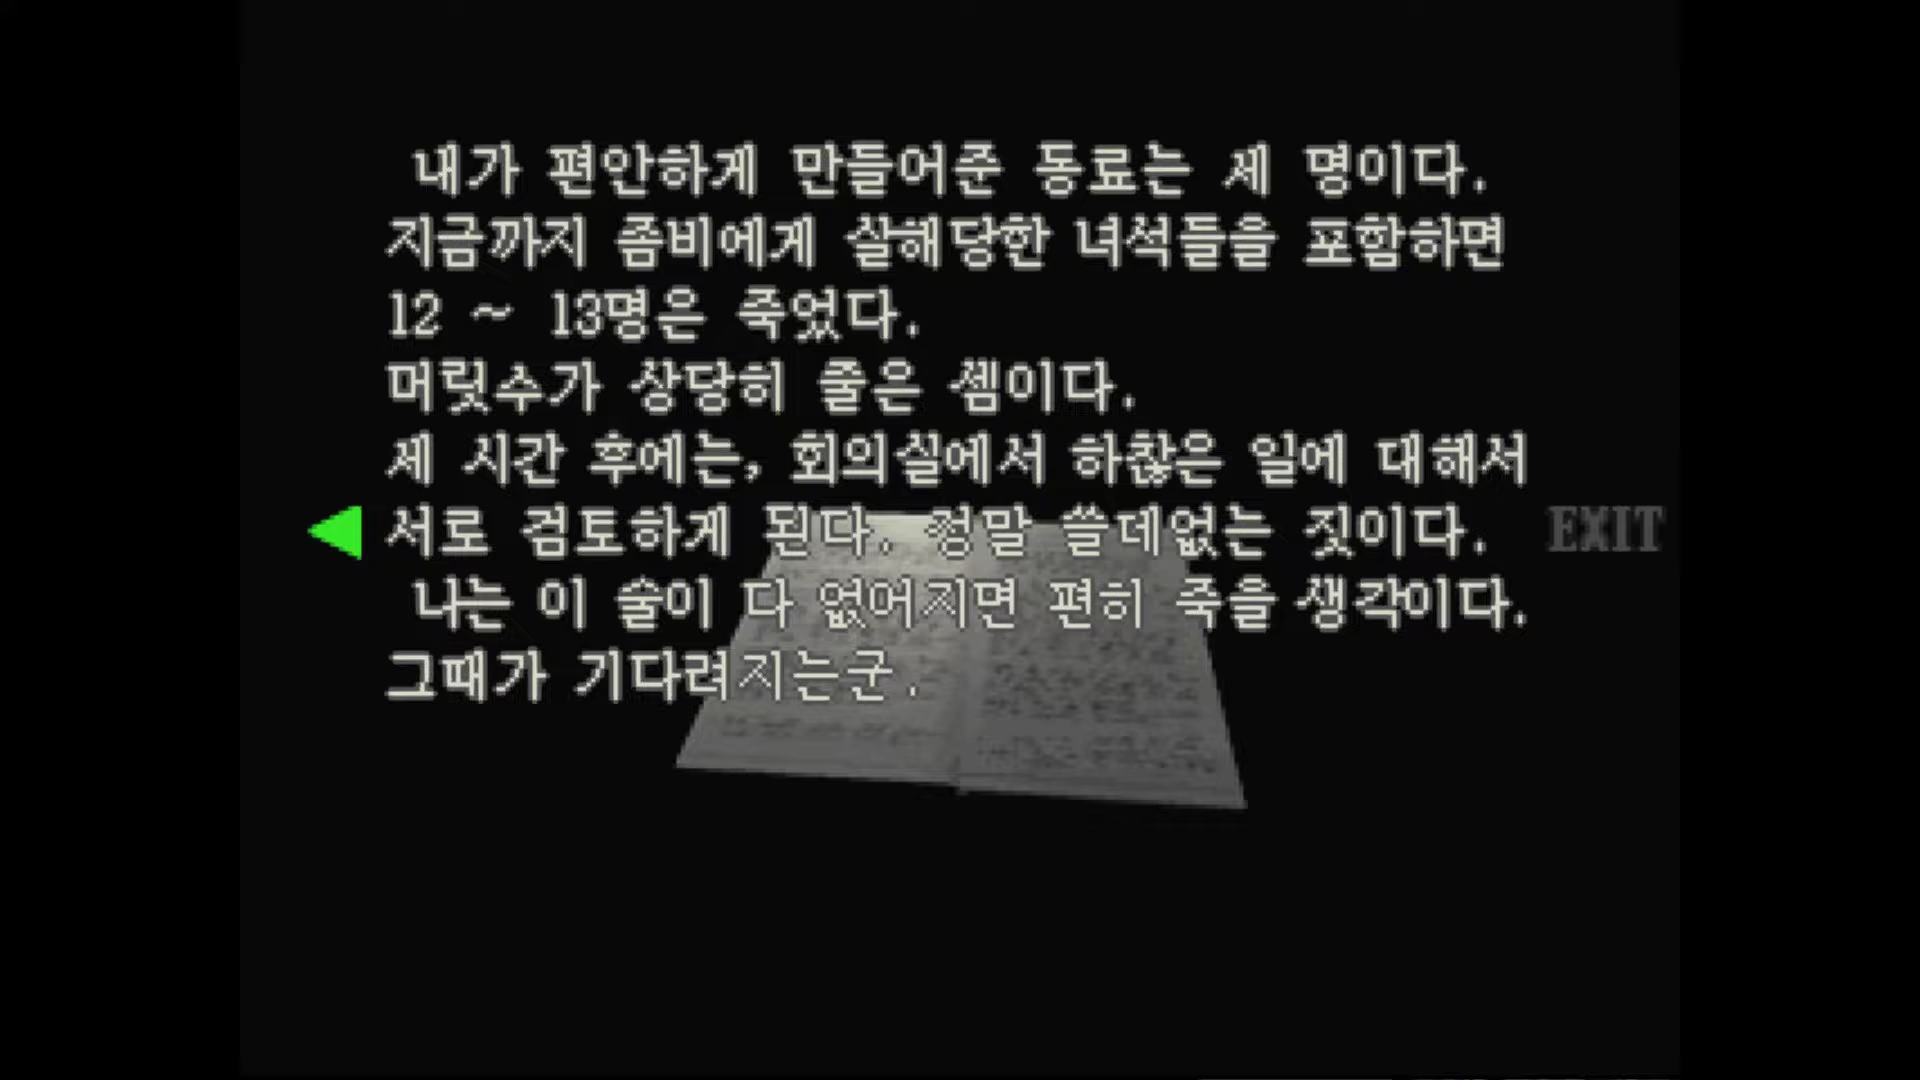 내가 편안하게 만들어준 동료는 세 명이다.
지금까지 좀비에게 살해당한 녀석들을 포함하면
12 ~ 13명은 죽었다.
머릿수가 상당히 줄은 셈이다.
세 시간 후에는, 회의실에서 하찮은 일에 대해서
서로 검토하게 된다. 정말 쓸데없는 짓이다.
EXIT
나는 이 술이 다 없어지면 편히 죽을 생각이다.
그때가 기다려지는군.